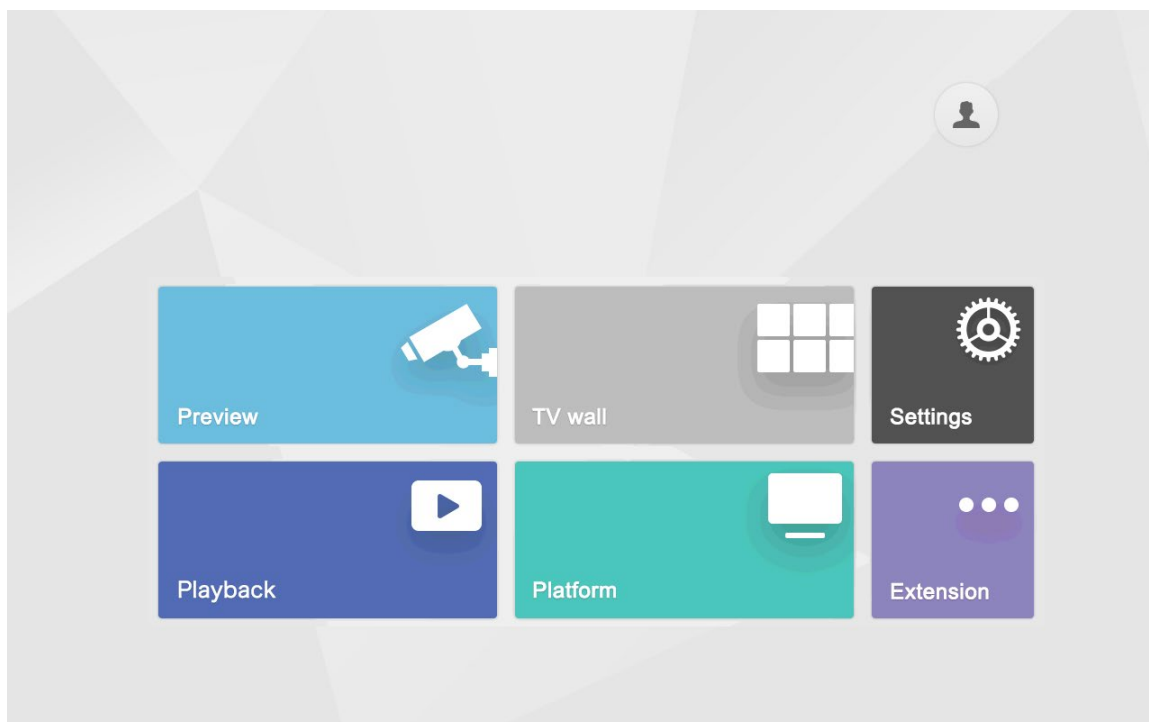 Preview
TV wall
Settings
Playback
Platform
Extension